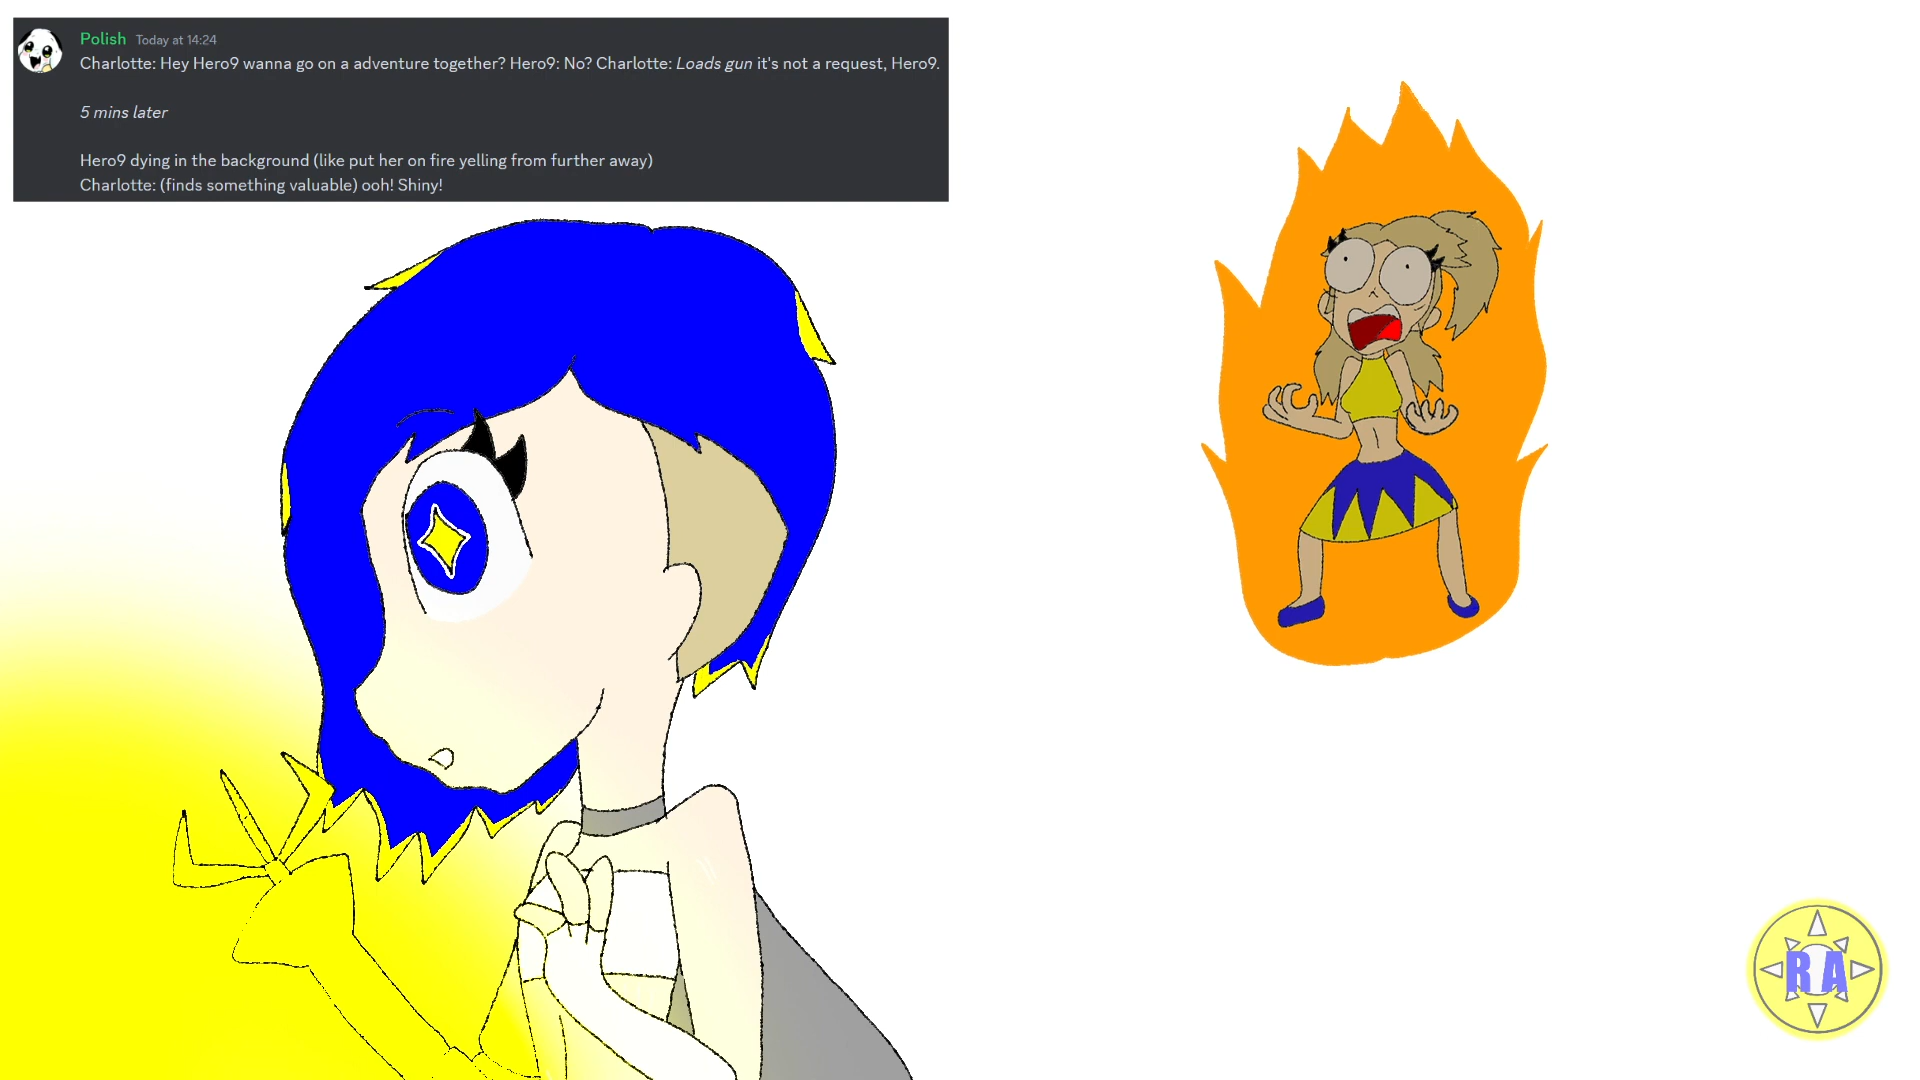 Polish Today at 14:24
Charlotte: Hey Hero9 wanna go on a adventure together? Hero9: No? Charlotte: Loads gun it's not a request, Hero9.
5 mins later
Hero9 dying in the background (like put her on fire yelling from further away)
Charlotte: (finds something valuable) ooh! Shiny!
RA